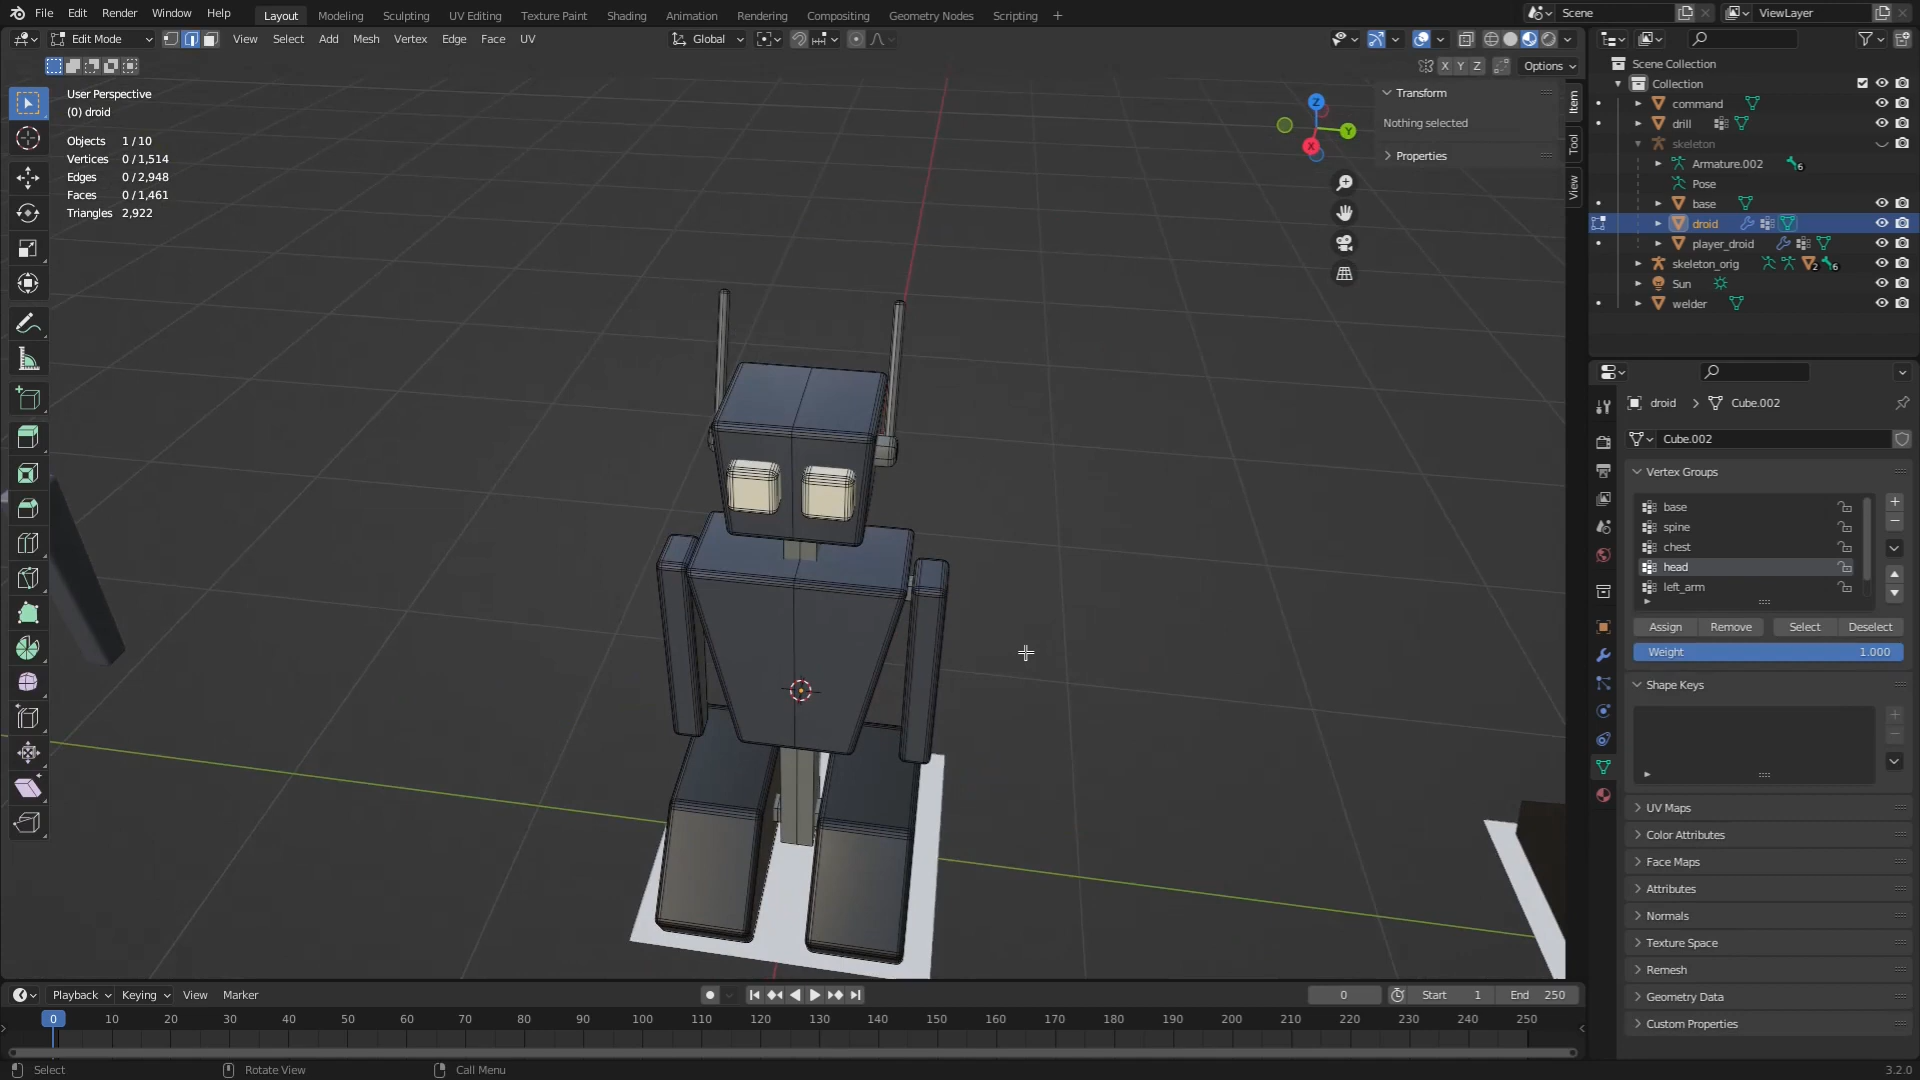 File Edit Render Window Help Layout Modeling Sculpting UV Editing Texture Paint Shading Animation Rendering Compositing Geometry Nodes Scripting + Scene ViewLayer
Edit Mode View Select Add Mesh Vertex Edge Face UV Global
X Y Z Options
User Perspective
(0) droid
Objects 1 / 10
Vertices 0 / 1,514
Edges 0 / 2,948
Faces 0 / 1,461
Triangles 2,922
Z
Y
X
Transform
Nothing selected
Properties
Item
Tool
View
Scene Collection
Collection
command
drill
skeleton
Armature.002 6
Pose
base
droid
player_droid
skeleton_orig 2 6
Sun
welder
droid > Cube.002
Cube.002
Vertex Groups
base
spine
chest
head
left_arm
Assign Remove Select Deselect
Weight 1.000
Shape Keys
UV Maps
Color Attributes
Face Maps
Attributes
Normals
Texture Space
Remesh
Geometry Data
Custom Properties
Playback Keying View Marker 0 Start 1 End 250
0 10 20 30 40 50 60 70 80 90 100 110 120 130 140 150 160 170 180 190 200 210 220 230 240 250
Select Rotate View Call Menu 3.2.0